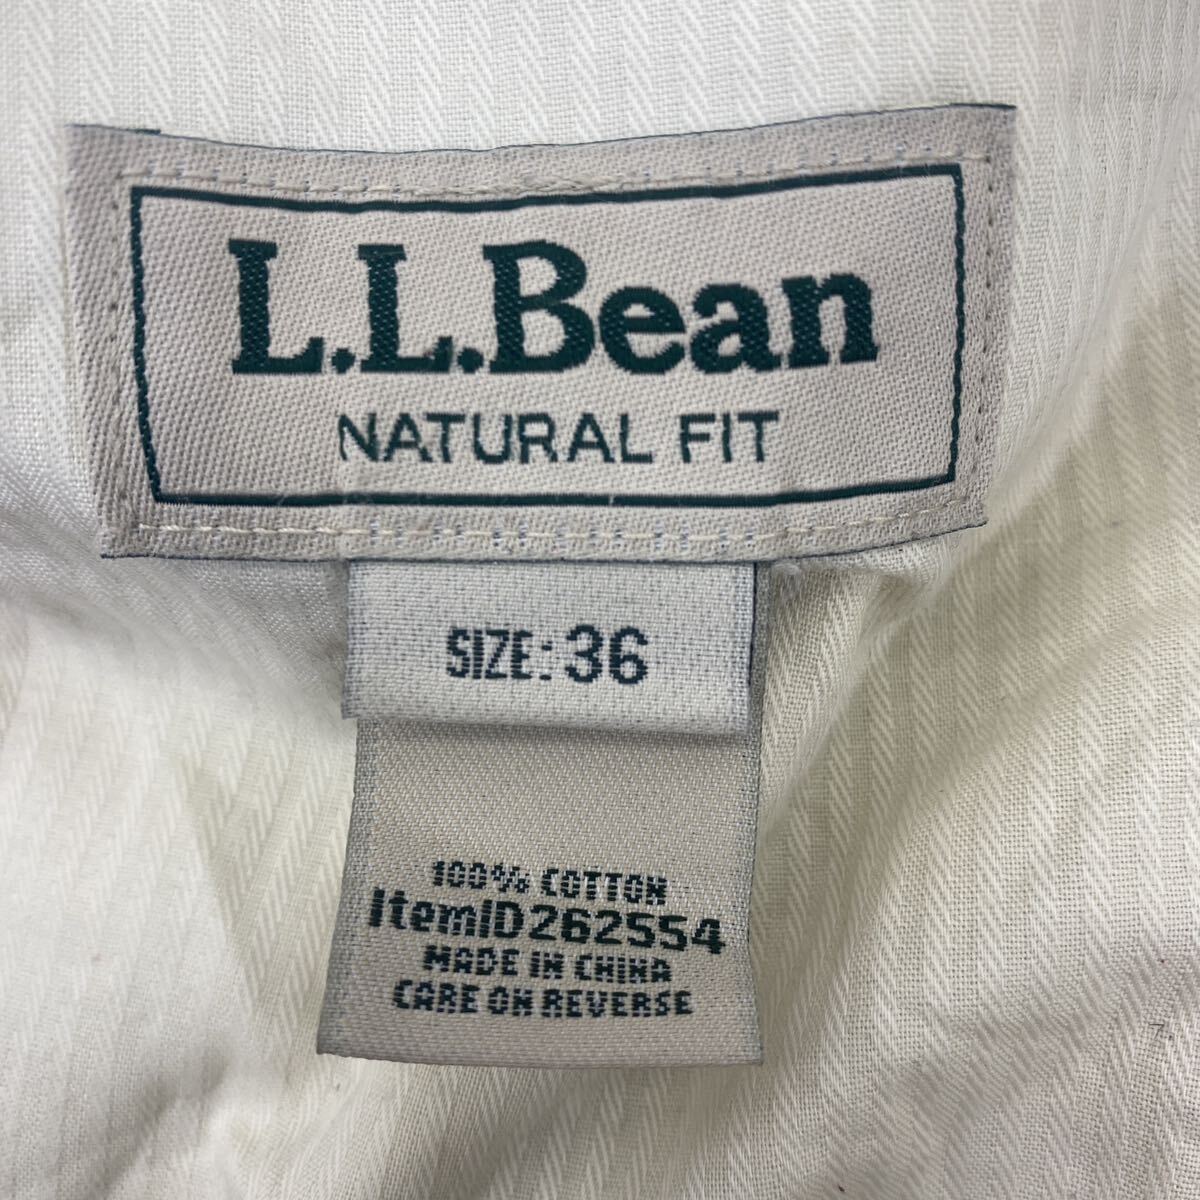 L.L.Bean
NATURAL FIT
SIZE: 36
100% COTTON
ItemID262554
MADE IN CHINA
CARE ON REVERSE